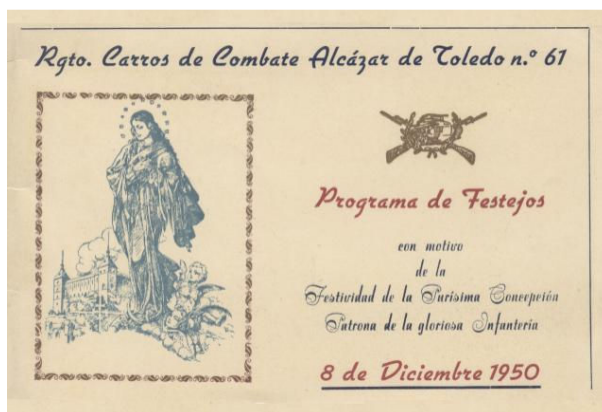 Rgto. Carros de Combate Alcázar de Toledo n.º 61
Programa de Festejos
con motivo
de la
Festividad de la Purísima Concepción
Patrona de la gloriosa Infantería
8 de Diciembre 1950